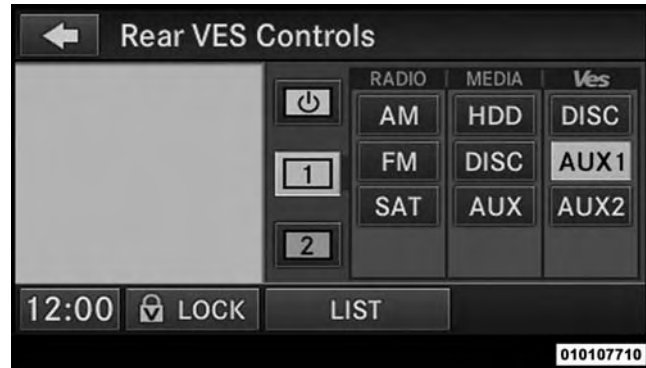 Rear VES Controls
RADIO MEDIA Ves
AM HDD DISC
1 FM DISC AUX1
SAT AUX AUX2
2
12:00 LOCK LIST
010107710